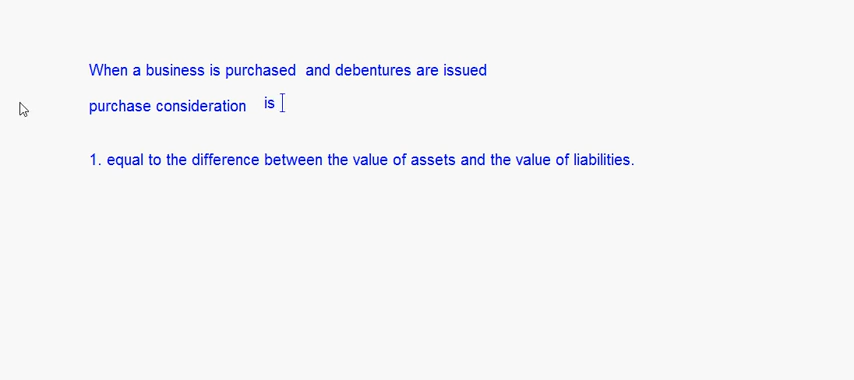 When a business is purchased and debentures are issued
purchase consideration is
1. equal to the difference between the value of assets and the value of liabilities.